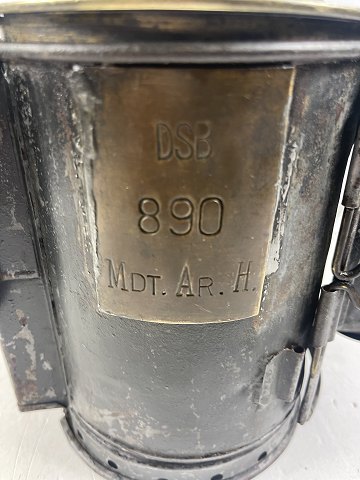 DSB
890
MDT. AR. H.